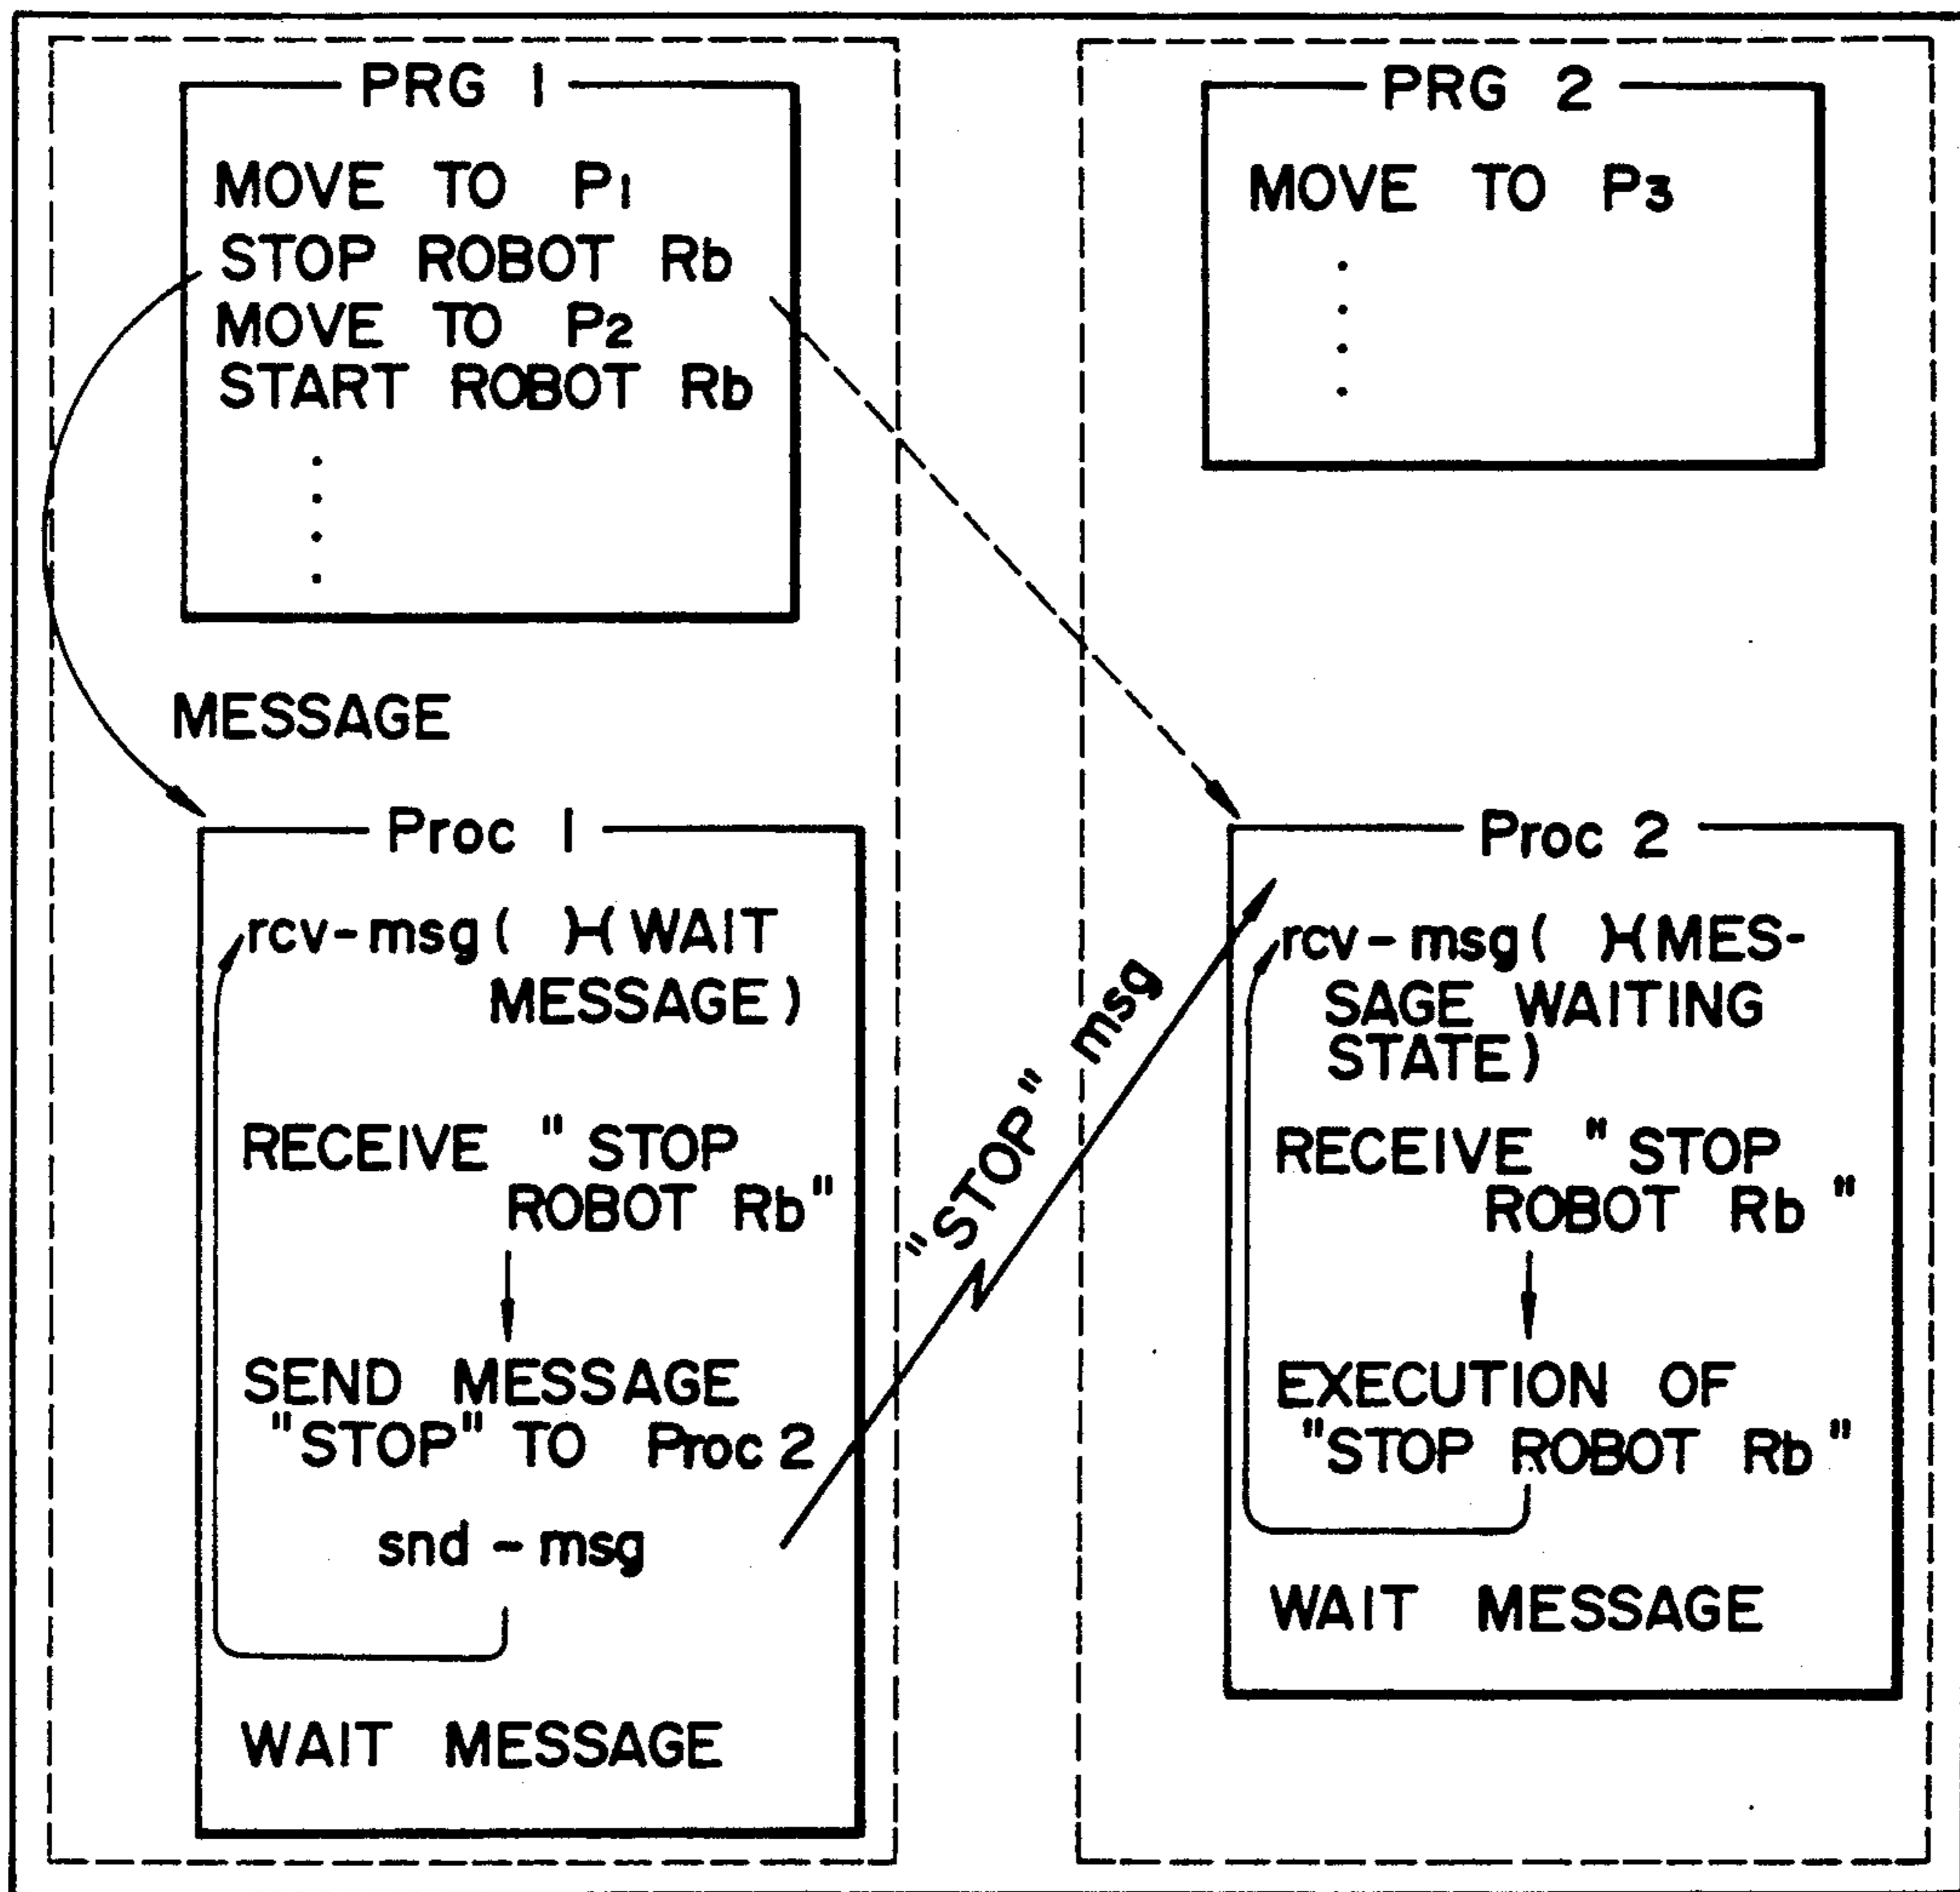 PRG 1
MOVE TO P1
STOP ROBOT Rb
MOVE TO P2
START ROBOT Rb
MESSAGE
Proc 1
rcv-msg( )-(WAIT
MESSAGE)
RECEIVE "STOP
ROBOT Rb"
SEND MESSAGE
"STOP" TO Proc 2
snd-msg
WAIT MESSAGE
"STOP" msg
PRG 2
MOVE TO P3
Proc 2
rcv-msg( )-(MES-
SAGE WAITING
STATE)
RECEIVE "STOP
ROBOT Rb"
EXECUTION OF
"STOP ROBOT Rb"
WAIT MESSAGE